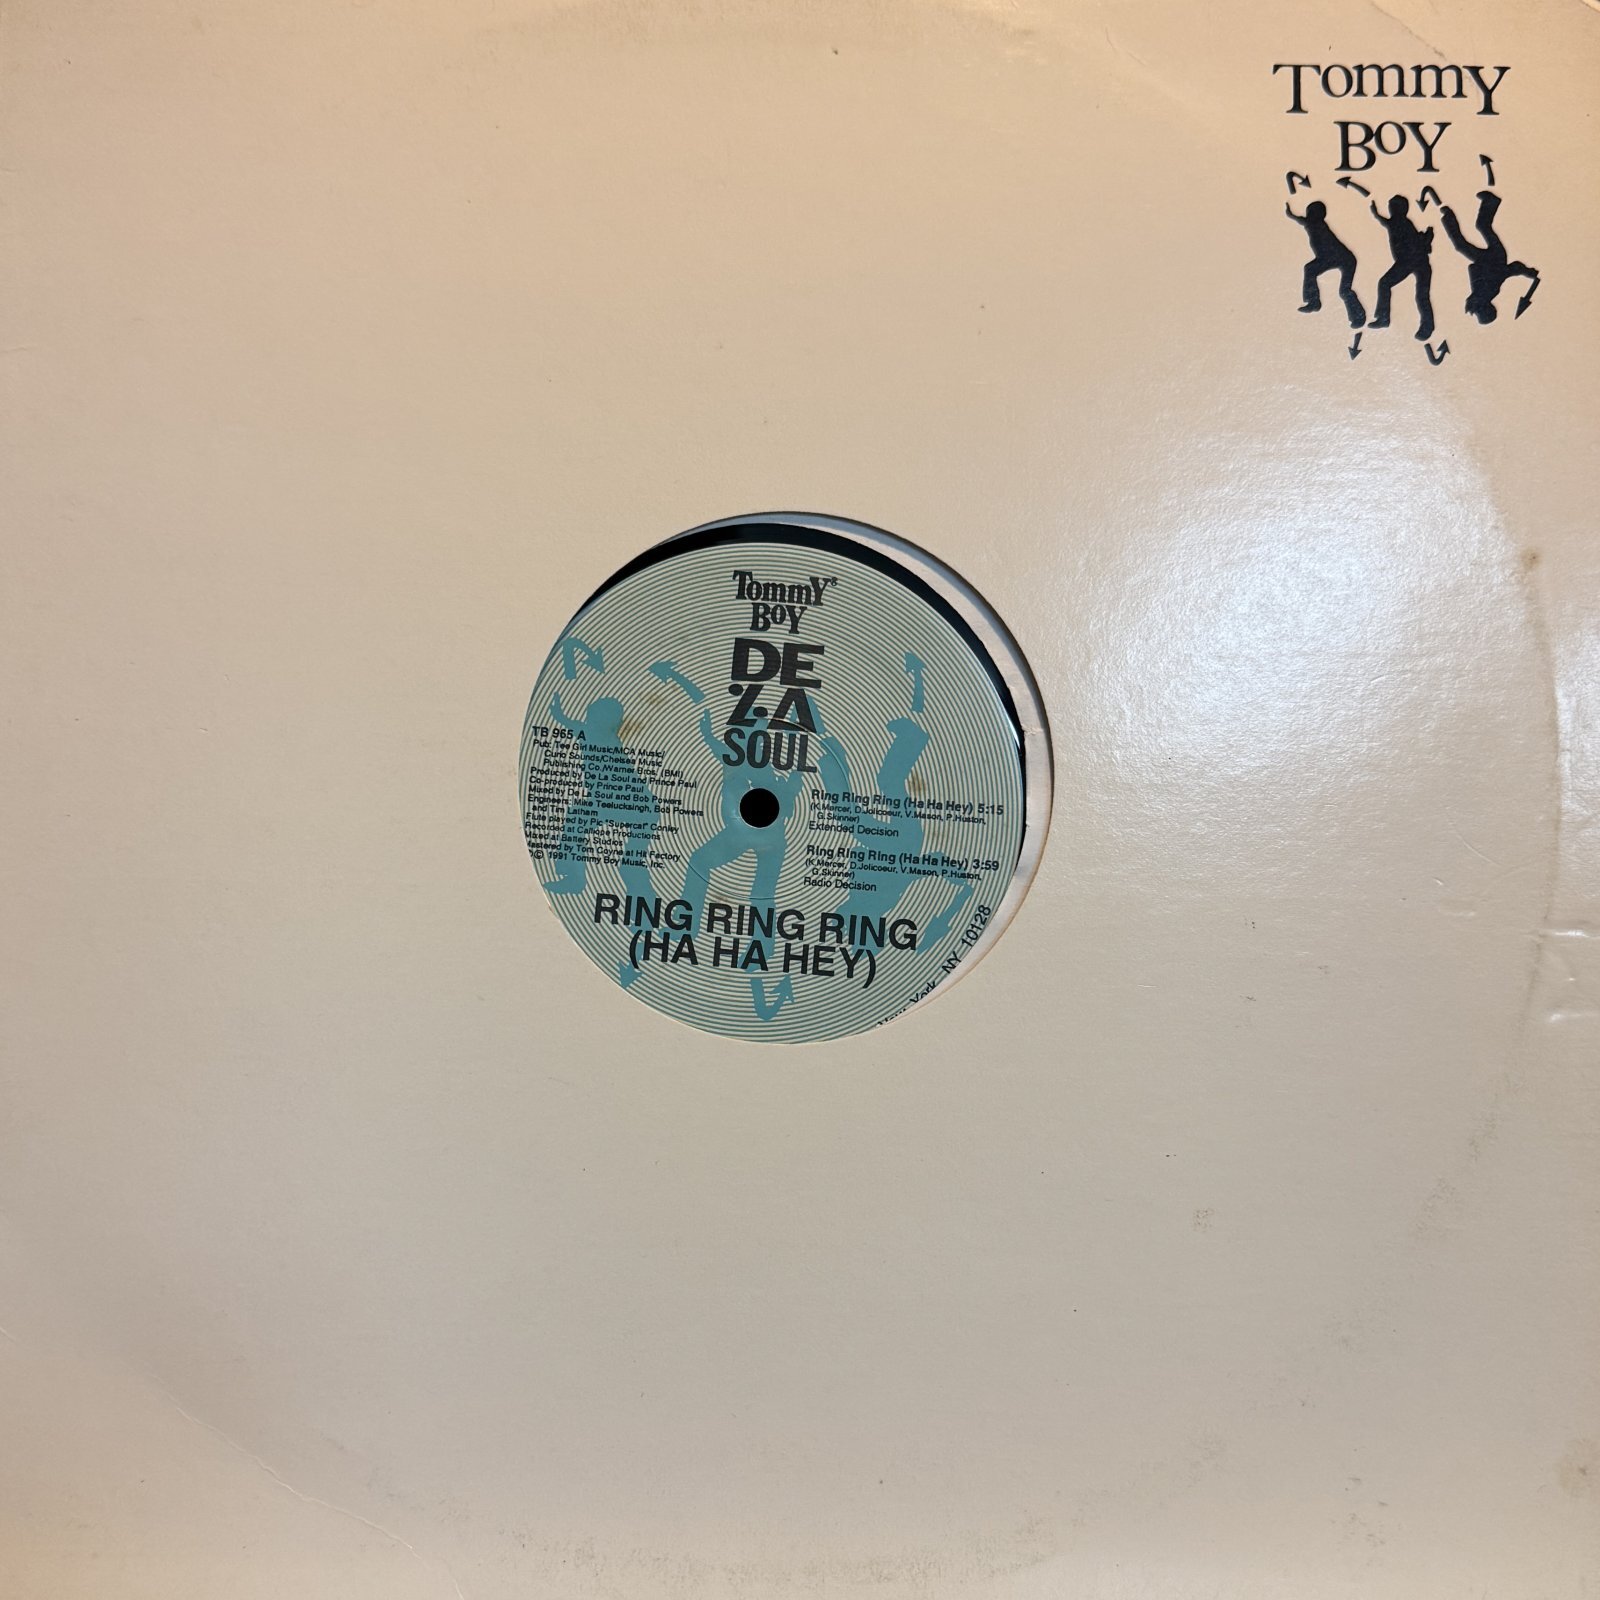 Tommy
Boy
Tommy®
Boy
DE
LA
SOUL
TB 965 A
Pub: Tee Girl Music/MCA Music/
Curio Sounds/Chelsea Music
Publishing Co./Warner Bros. (BMI)
Produced by De La Soul and Prince Paul
Co-produced by Prince Paul
Mixed by De La Soul and Bob Powers
Engineers: Mike Teelucksingh, Bob Powers
and Tim Latham
Flute played by Pic "Supercat" Conley
Recorded at Calliope Productions
Mixed at Battery Studios
Mastered by Tom Coyne at Hit Factory
℗© 1991 Tommy Boy Music, Inc.
Ring Ring Ring (Ha Ha Hey) 5:15
(K.Mercer, D.Jolicoeur, V.Mason, P.Huston,
G.Skinner)
Extended Decision
Ring Ring Ring (Ha Ha Hey) 3:59
(K.Mercer, D.Jolicoeur, V.Mason, P.Huston,
G.Skinner)
Radio Decision
RING RING RING
(HA HA HEY)
New York NY 10128